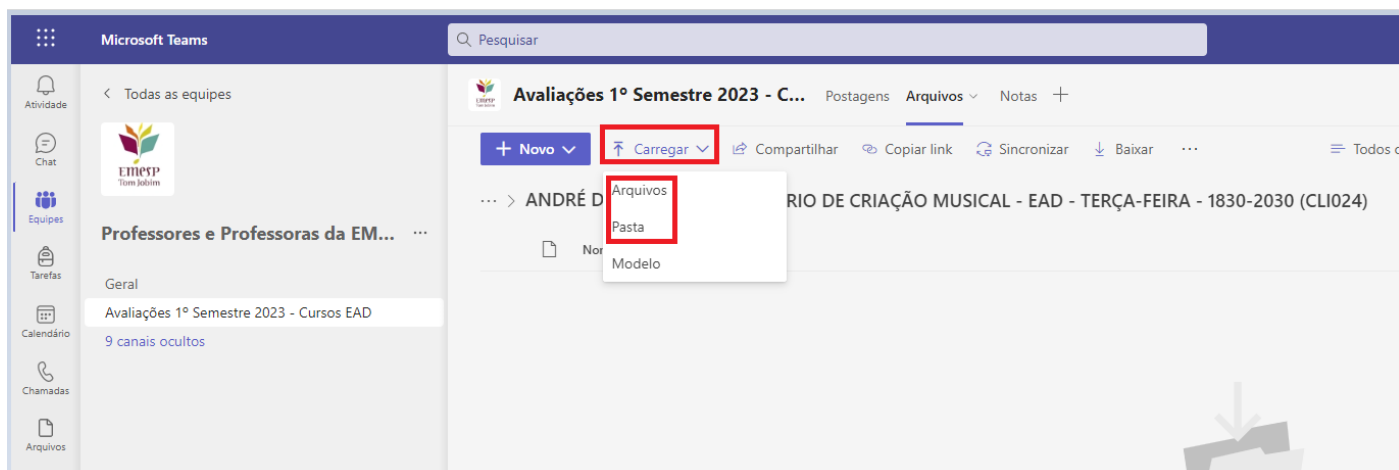 Microsoft Teams
Pesquisar
Atividade
Chat
Equipes
Tarefas
Calendário
Chamadas
Arquivos
Todas as equipes
EMESP
Tom Jobim
Professores e Professoras da EM... ...
Geral
Avaliações 1º Semestre 2023 - Cursos EAD
9 canais ocultos
Avaliações 1º Semestre 2023 - C... Postagens Arquivos Notas +
+ Novo Carregar Compartilhar Copiar link Sincronizar Baixar ... Todos
... > ANDRÉ D RIO DE CRIAÇÃO MUSICAL - EAD - TERÇA-FEIRA - 1830-2030 (CLI024)
Arquivos
Pasta
Modelo